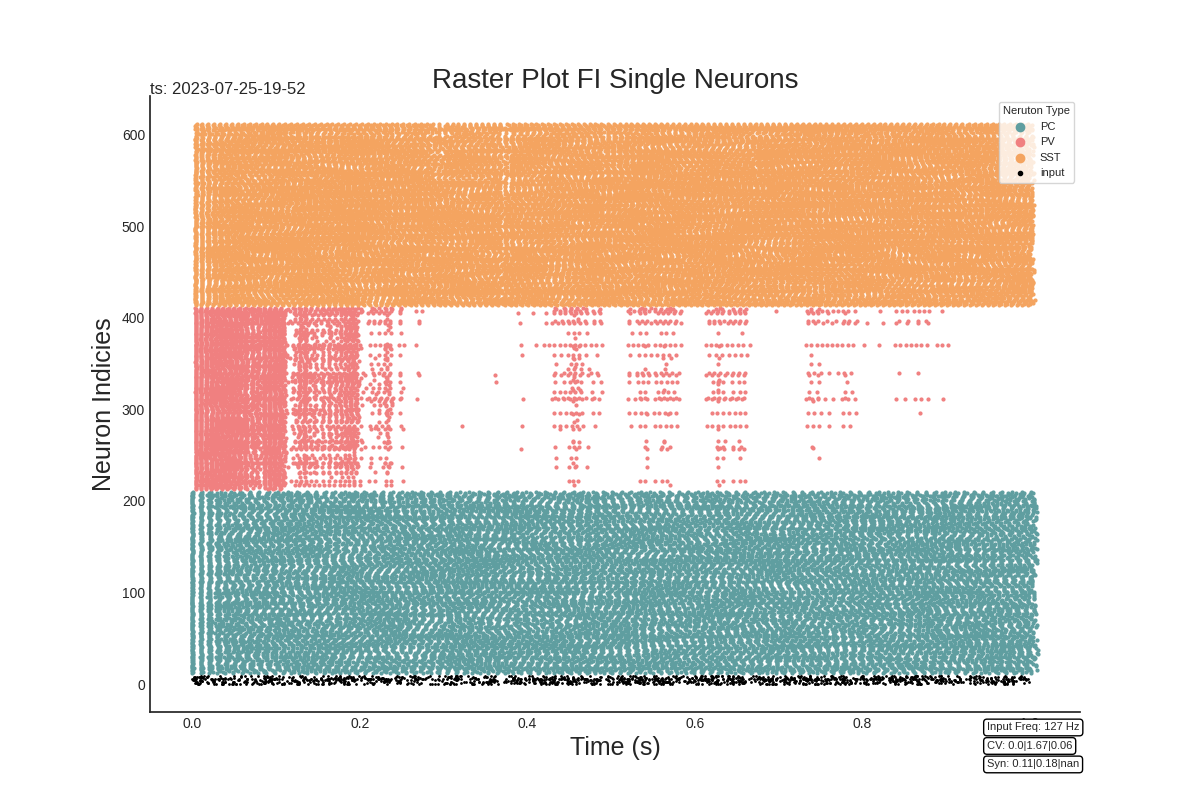 Raster Plot FI Single Neurons
ts: 2023-07-25-19-52
Neruton Type
PC
PV
SST
input
Neuron Indicies
600
500
400
300
200
100
0
0.0 0.2 0.4 0.6 0.8
Time (s)
Input Freq: 127 Hz
CV: 0.0|1.67|0.06
Syn: 0.11|0.18|nan